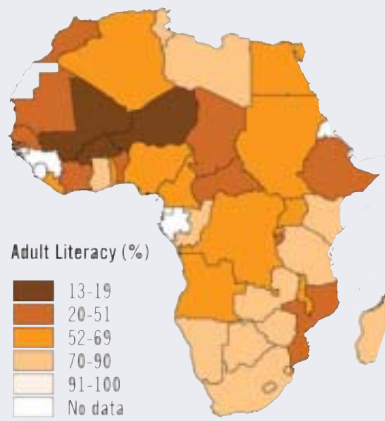 Adult Literacy (%)
13-19
20-51
52-69
70-90
91-100
No data